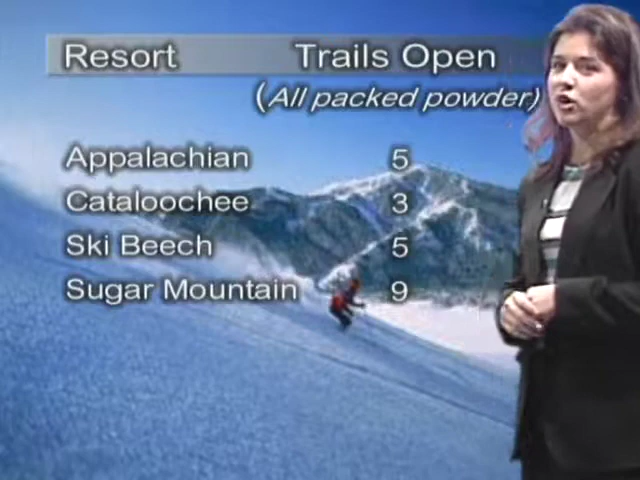 Resort Trails Open
(All packed powder)
Appalachian 5
Cataloochee 3
Ski Beech 5
Sugar Mountain 9